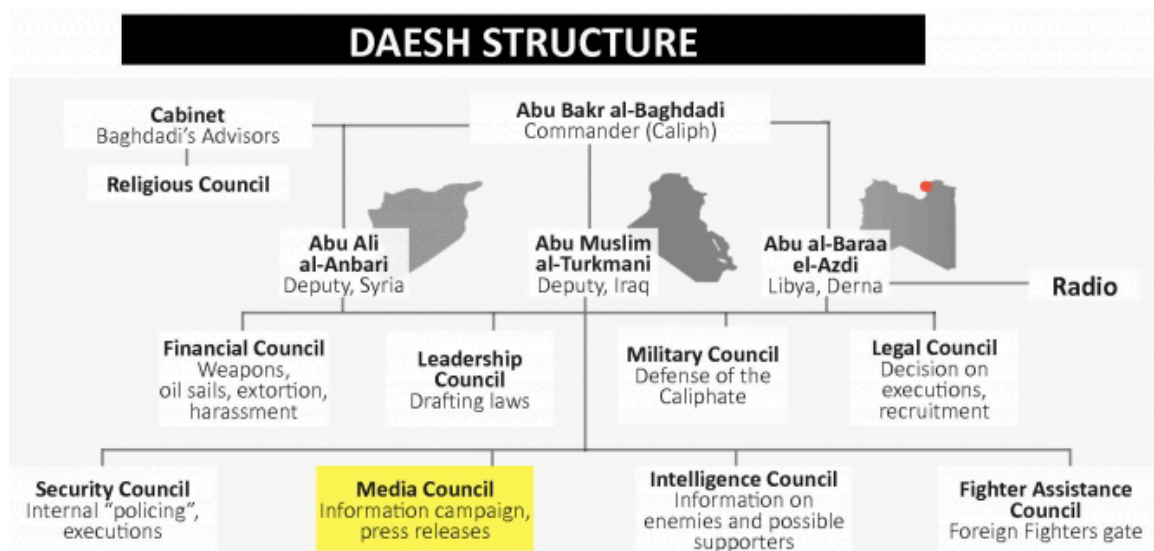 DAESH STRUCTURE
Cabinet
Baghdadi's Advisors
Religious Council
Abu Bakr al-Baghdadi
Commander (Caliph)
Abu Ali
al-Anbari
Deputy, Syria
Abu Muslim
al-Turkmani
Deputy, Iraq
Abu al-Baraa
el-Azdi
Libya, Derna
Radio
Financial Council
Weapons,
oil sails, extortion,
harassment
Leadership
Council
Drafting laws
Military Council
Defense of the
Caliphate
Legal Council
Decision on
executions,
recruitment
Security Council
Internal "policing",
executions
Media Council
Information campaign,
press releases
Intelligence Council
Information on
enemies and possible
supporters
Fighter Assistance
Council
Foreign Fighters gate